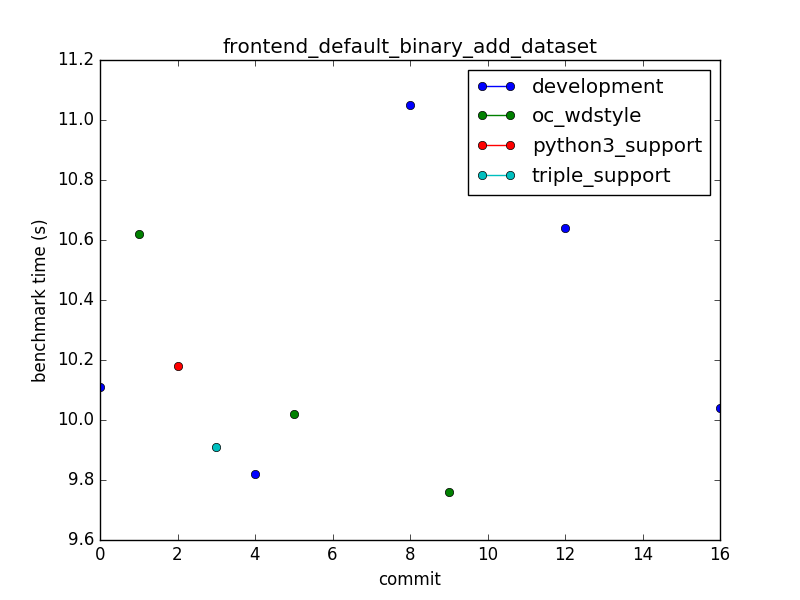 frontend_default_binary_add_dataset
11.2
11.0
10.8
10.6
10.4
10.2
10.0
9.8
9.6
benchmark time (s)
development
oc_wdstyle
python3_support
triple_support
0 2 4 6 8 10 12 14 16
commit